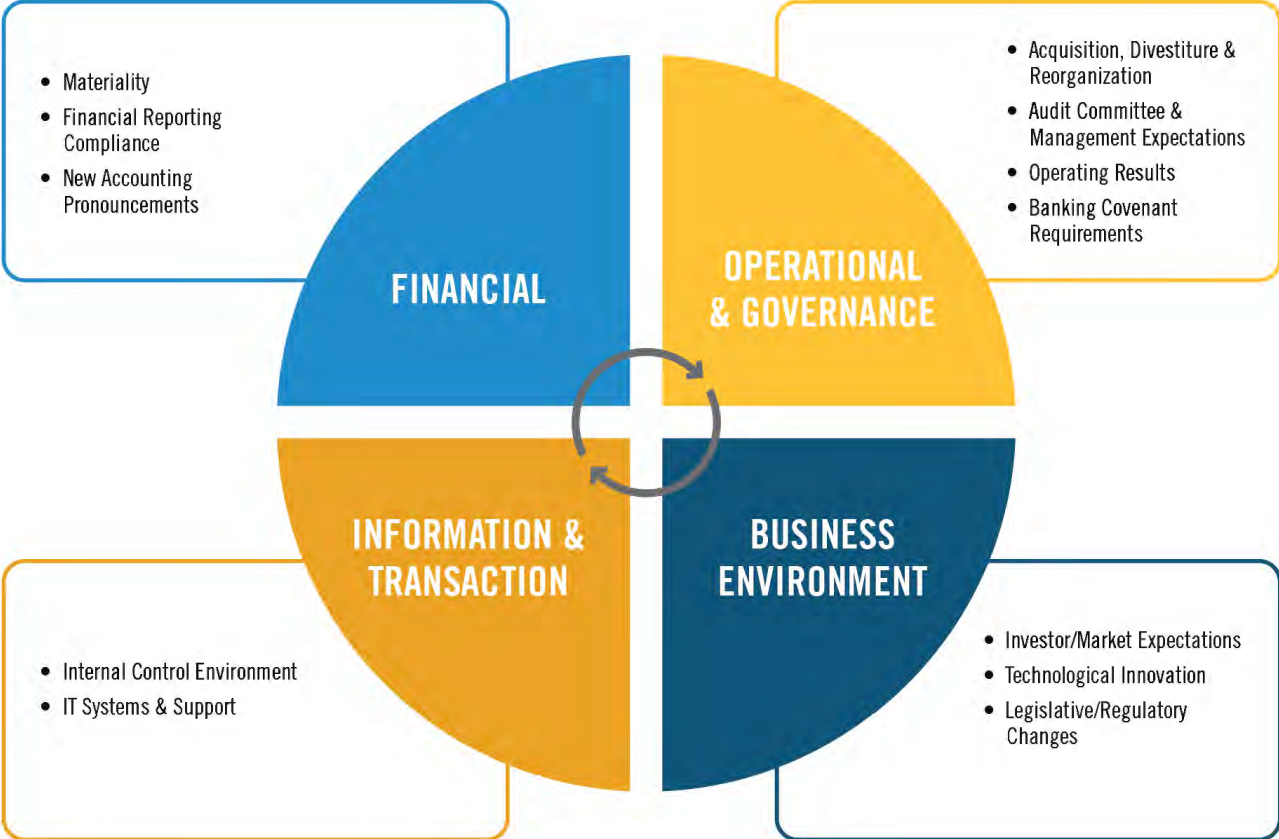 • Materiality
• Financial Reporting
Compliance
• New Accounting
Pronouncements
• Acquisition, Divestiture &
Reorganization
• Audit Committee &
Management Expectations
• Operating Results
• Banking Covenant
Requirements
FINANCIAL
OPERATIONAL
& GOVERNANCE
INFORMATION &
TRANSACTION
BUSINESS
ENVIRONMENT
• Internal Control Environment
• IT Systems & Support
• Investor/Market Expectations
• Technological Innovation
• Legislative/Regulatory
Changes